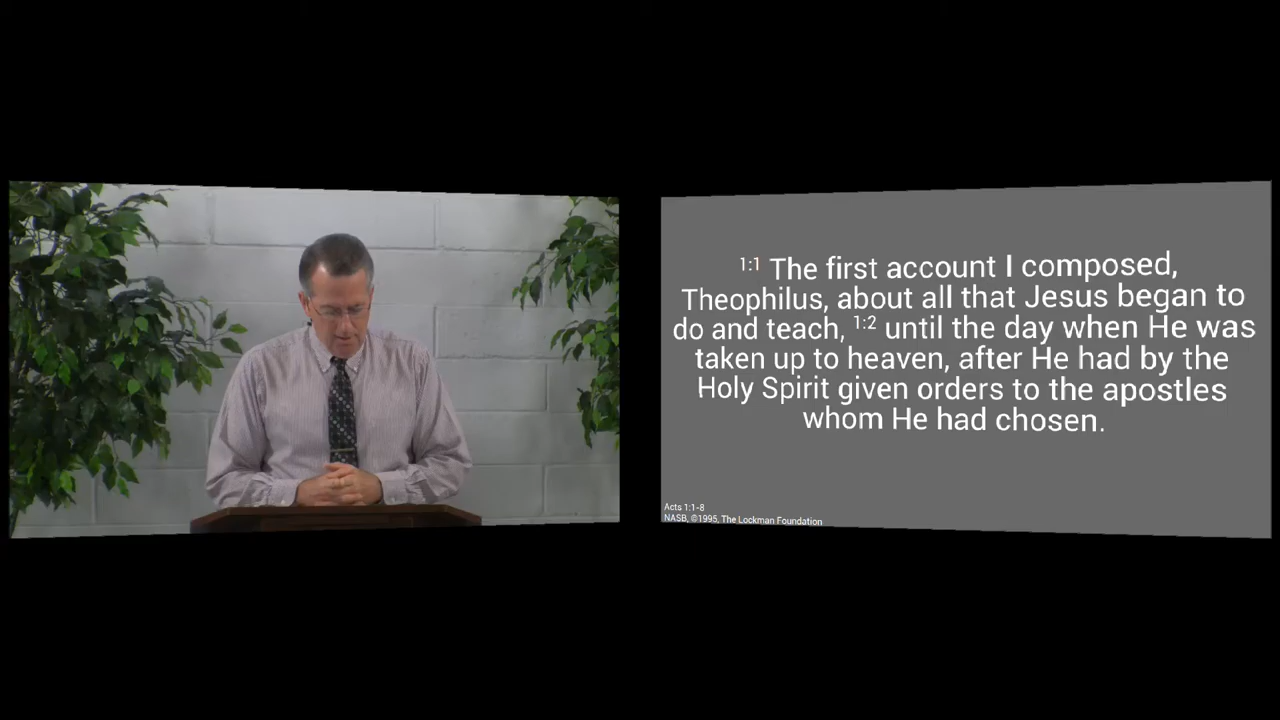 1:1 The first account I composed,
Theophilus, about all that Jesus began to
do and teach, 1:2 until the day when He was
taken up to heaven, after He had by the
Holy Spirit given orders to the apostles
whom He had chosen.
Acts 1:1-8
NASB, ©1995, The Lockman Foundation